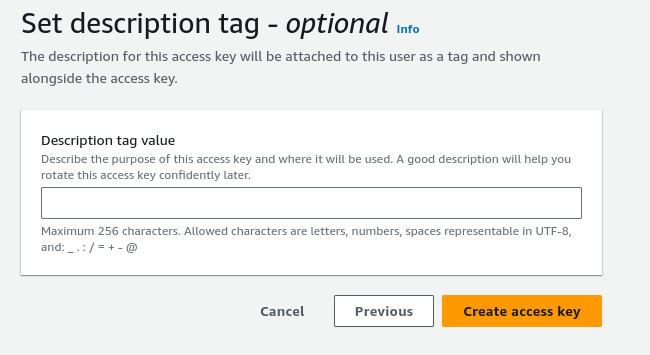 Set description tag - optional Info
The description for this access key will be attached to this user as a tag and shown
alongside the access key.
Description tag value
Describe the purpose of this access key and where it will be used. A good description will help you
rotate this access key confidently later.
Maximum 256 characters. Allowed characters are letters, numbers, spaces representable in UTF-8,
and: _ . : / = + - @
Cancel Previous Create access key